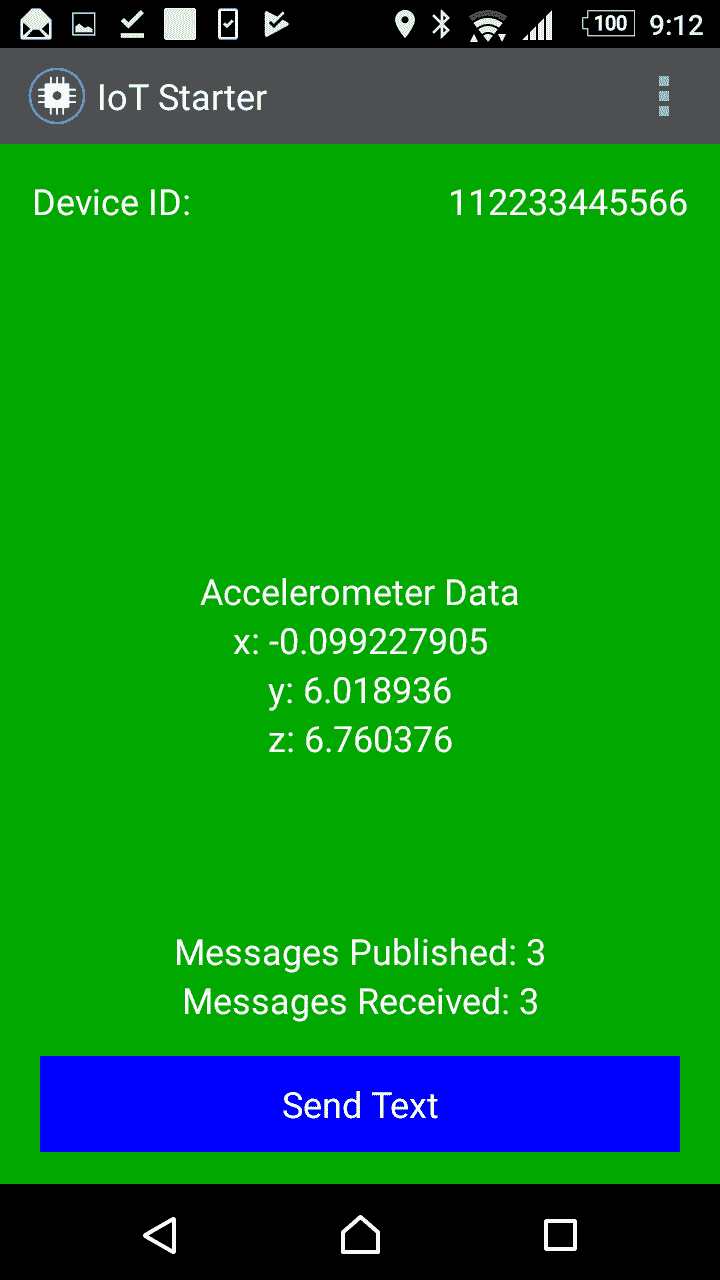 100 9:12
IoT Starter
Device ID: 112233445566
Accelerometer Data
x: -0.099227905
y: 6.018936
z: 6.760376
Messages Published: 3
Messages Received: 3
Send Text